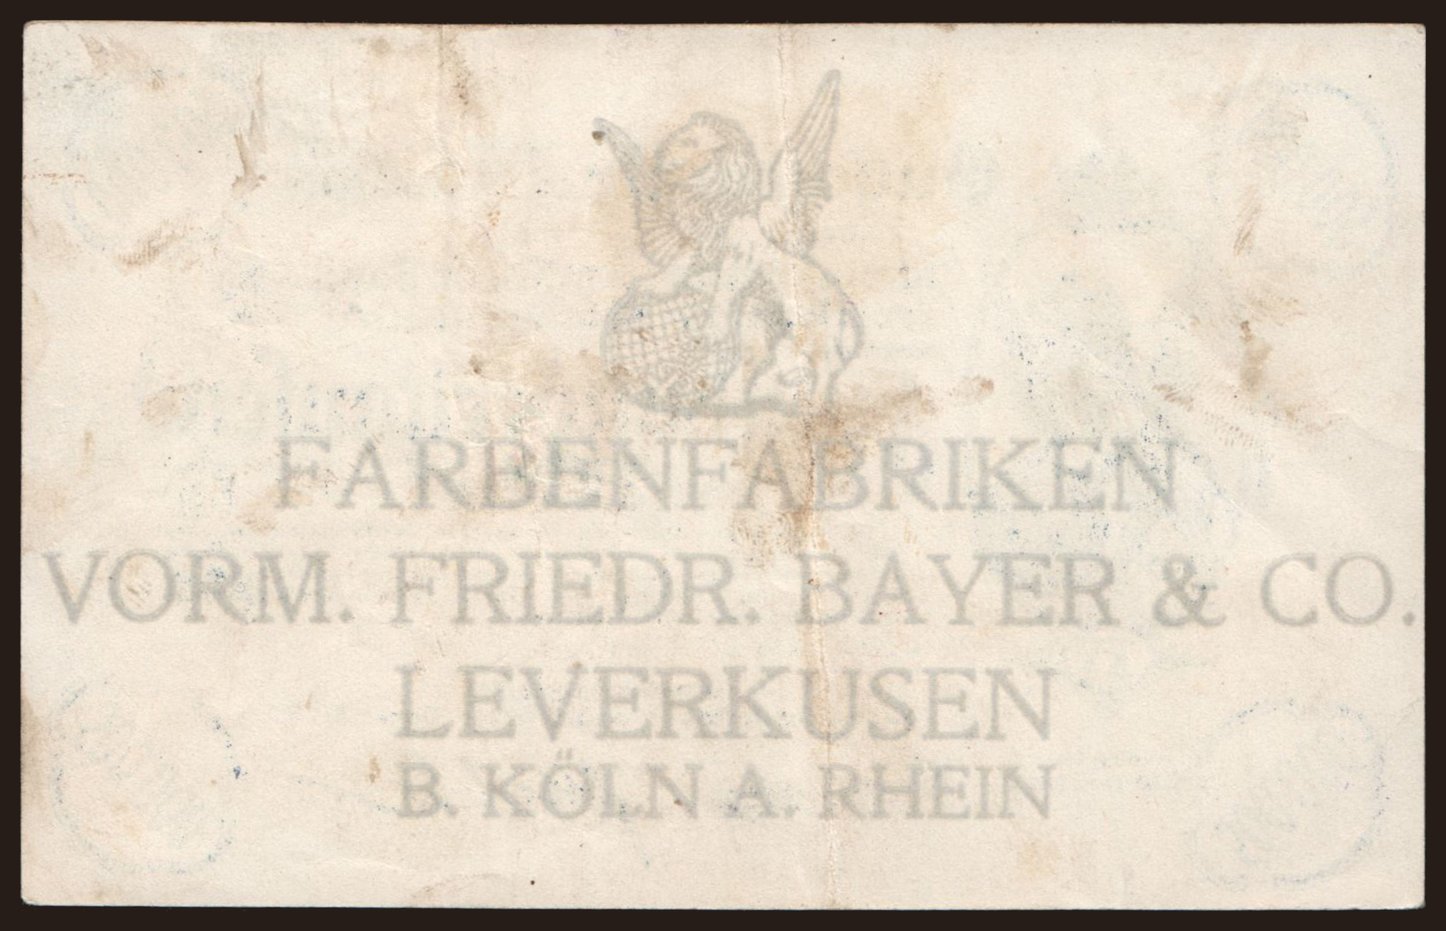 FARBENFABRIKEN
VORM. FRIEDR. BAYER & CO.
LEVERKUSEN
B. KÖLN A. RHEIN